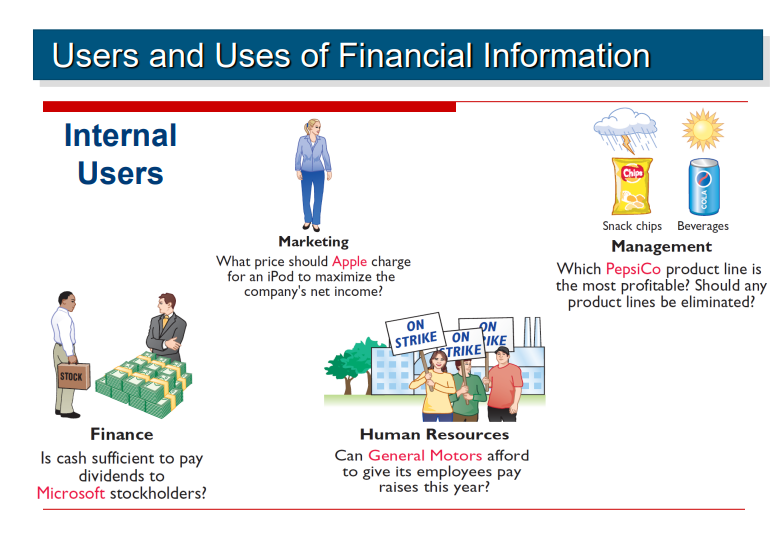 Users and Uses of Financial Information
Internal
Users
Marketing
What price should Apple charge
for an iPod to maximize the
company's net income?
Chips
COLA
Snack chips
Beverages
Management
Which PepsiCo product line is
the most profitable? Should any
product lines be eliminated?
STOCK
Finance
Is cash sufficient to pay
dividends to
Microsoft stockholders?
ON
STRIKE
ON
STRIKE
ON
IKE
Human Resources
Can General Motors afford
to give its employees pay
raises this year?